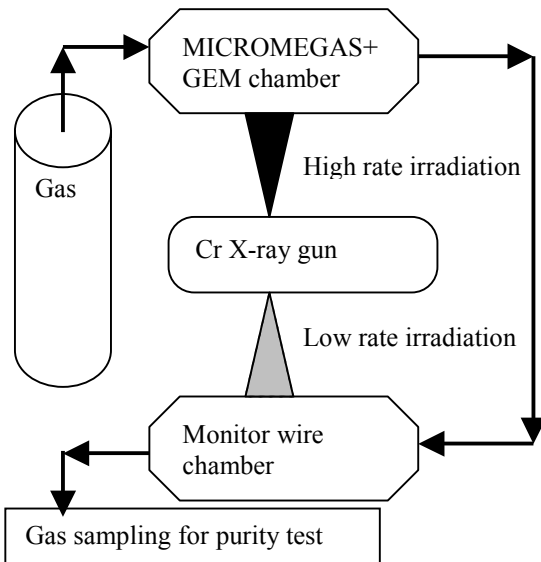 MICROMEGAS+
GEM chamber
Gas
High rate irradiation
Cr X-ray gun
Low rate irradiation
Monitor wire
chamber
Gas sampling for purity test